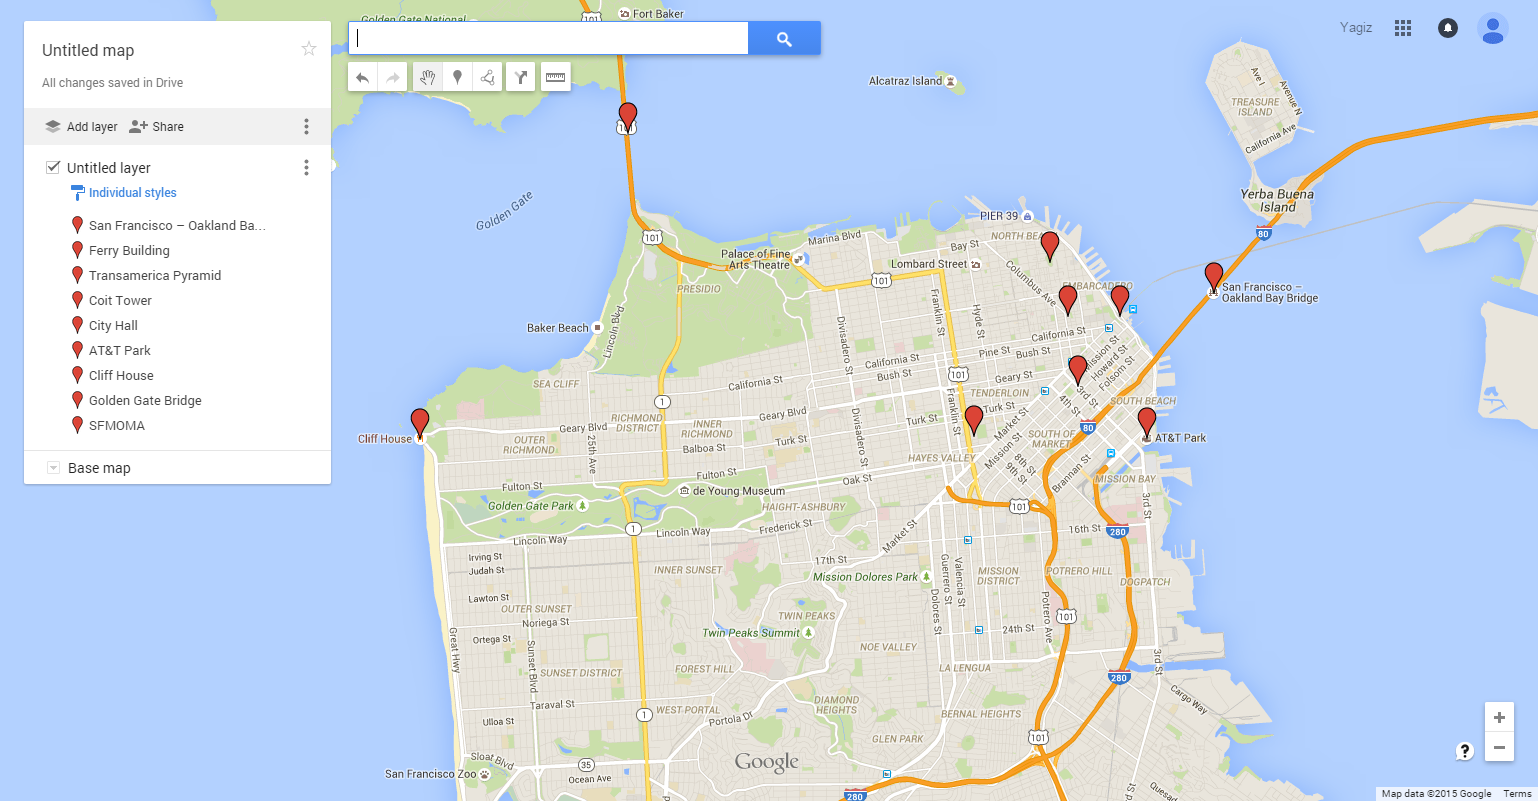 Untitled map
All changes saved in Drive
Add layer
Share
Untitled layer
Individual styles
San Francisco – Oakland Ba...
Ferry Building
Transamerica Pyramid
Coit Tower
City Hall
AT&T Park
Cliff House
Golden Gate Bridge
SFMOMA
Base map
Yagiz
Golden Gate National
101
Fort Baker
Alcatraz Island
101
Ave I
Avenue N
TREASURE
ISLAND
California Ave
Yerba Buena
Island
80
Golden Gate
101
PIER 39
Marina Blvd
Bay St
NORTH BEA
Palace of Fine
Arts Theatre
Lombard Street
101
Columbus Ave
EMBARCADERO
PRESIDIO
San Francisco –
Oakland Bay Bridge
Baker Beach
Lincoln Blvd
Divisadero St
Franklin St
Hyde St
California St
Pine St
Bush St
Mission St
Howard St
Folsom St
California St
Bush St
101
Geary St
TENDERLOIN
3rd St
4th St
SEA CLIFF
1
Geary Blvd
Divisadero St
Franklin St
Turk St
Market St
SOUTH BEACH
RICHMOND
DISTRICT
INNER
RICHMOND
Geary Blvd
Balboa St
25th Ave
OUTER
RICHMOND
Cliff House
Turk St
Mission St
SOUTH OF
MARKET
80
AT&T Park
HAYES VALLEY
8th St
9th St
Brannan St
MISSION BAY
Fulton St
Fulton St
Oak St
de Young Museum
Golden Gate Park
HAIGHT-ASHBURY
101
3rd St
1
Lincoln Way
Lincoln Way
Frederick St
Market St
16th St
280
Irving St
Judah St
17th St
INNER SUNSET
Mission Dolores Park
Guerrero St
Valencia St
MISSION
DISTRICT
POTRERO HILL
DOGPATCH
Lawton St
OUTER SUNSET
Noriega St
TWIN PEAKS
Twin Peaks Summit
Dolores St
Potrero Ave
101
24th St
Great Hwy
Ortega St
Sunset Blvd
NOE VALLEY
3rd St
SUNSET DISTRICT
FOREST HILL
LA LENGUA
280
Taraval St
Cargo Way
Ulloa St
1
WEST PORTAL
Portola Dr
DIAMOND
HEIGHTS
BERNAL HEIGHTS
GLEN PARK
101
Sloat Blvd
San Francisco Zoo
35
Ocean Ave
Google
280
Quesad
Map data ©2015 Google
Terms